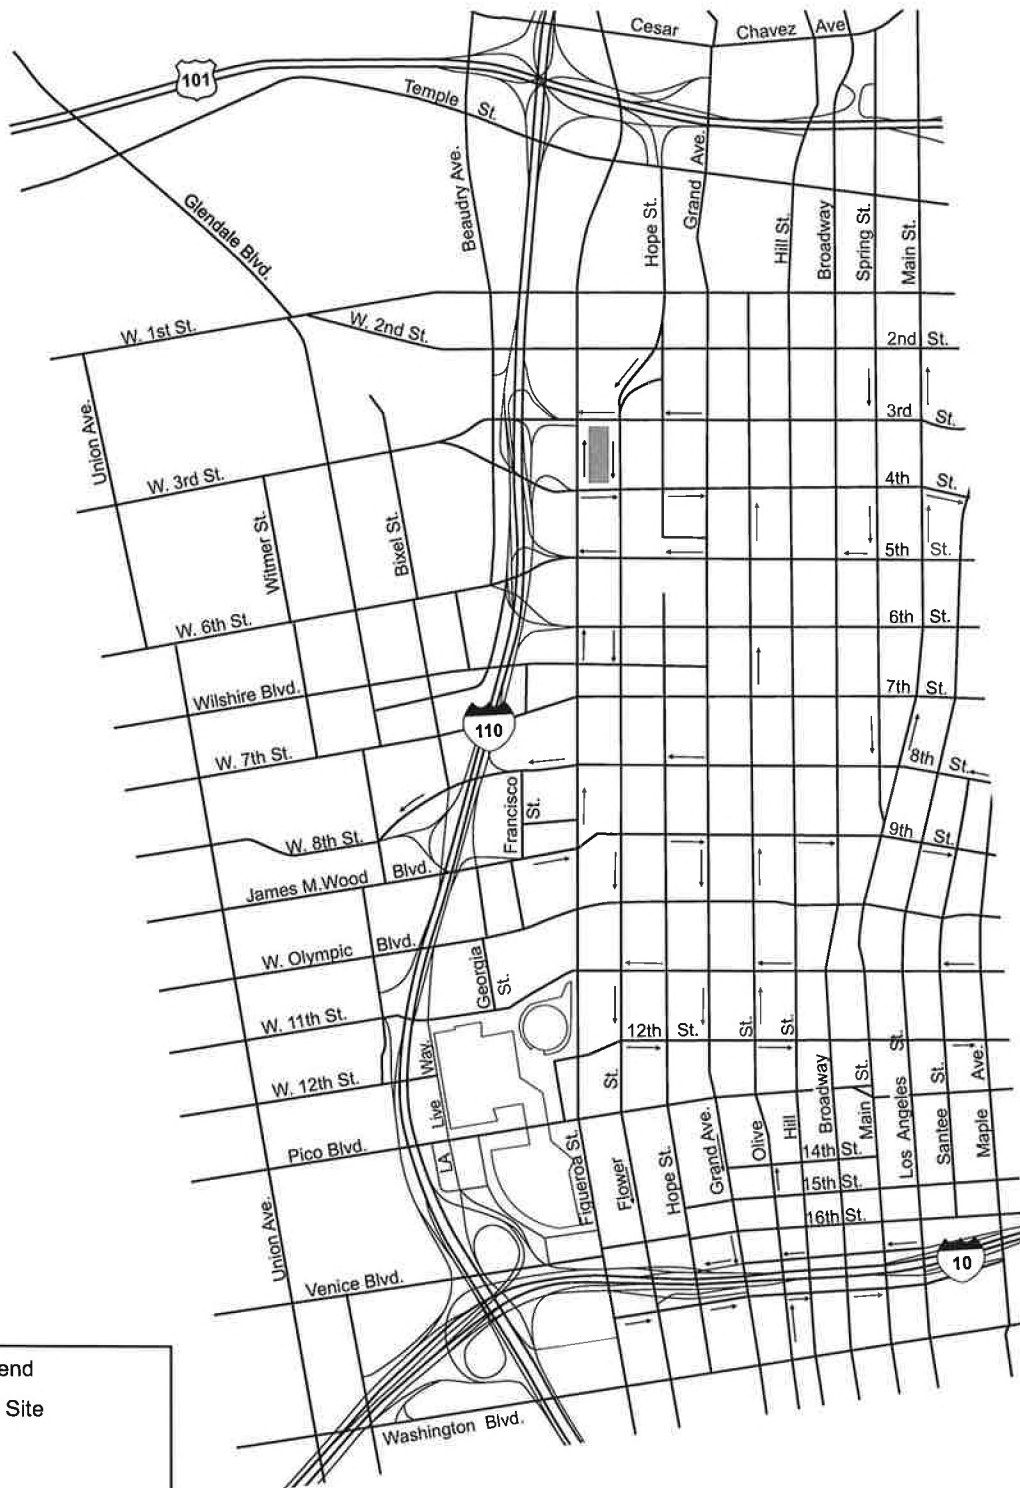 Cesar Chavez Ave
101
Temple St.
Beaudry Ave.
Grand Ave.
Glendale Blvd.
Hope St.
Hill St.
Broadway
Spring St.
Main St.
W. 1st St.
W. 2nd St.
2nd St.
Union Ave.
3rd St.
W. 3rd St.
4th St.
Witmer St.
Bixel St.
5th St.
W. 6th St.
6th St.
Wilshire Blvd.
7th St.
110
W. 7th St.
8th St.
Francisco St.
W. 8th St.
9th St.
James M.Wood Blvd.
W. Olympic Blvd.
Georgia St.
W. 11th St.
12th St.
W. 12th St.
LA Live Way.
Pico Blvd.
Figueroa St.
Flower St.
Hope St.
Grand Ave.
Olive St.
Hill St.
Broadway
Main St.
Los Angeles St.
Santee St.
Maple Ave.
14th St.
15th St.
16th St.
Union Ave.
Venice Blvd.
10
Washington Blvd.
end
Site